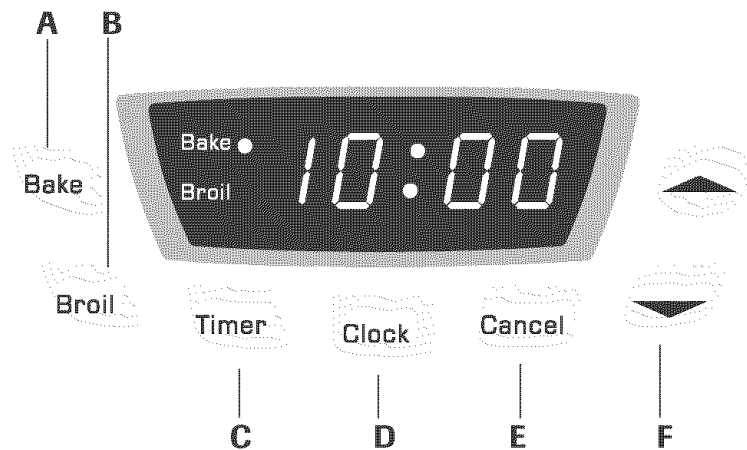 A B
Bake 10:00
Broil
Bake
Broil
Timer
Clock
Cancel
C D E F